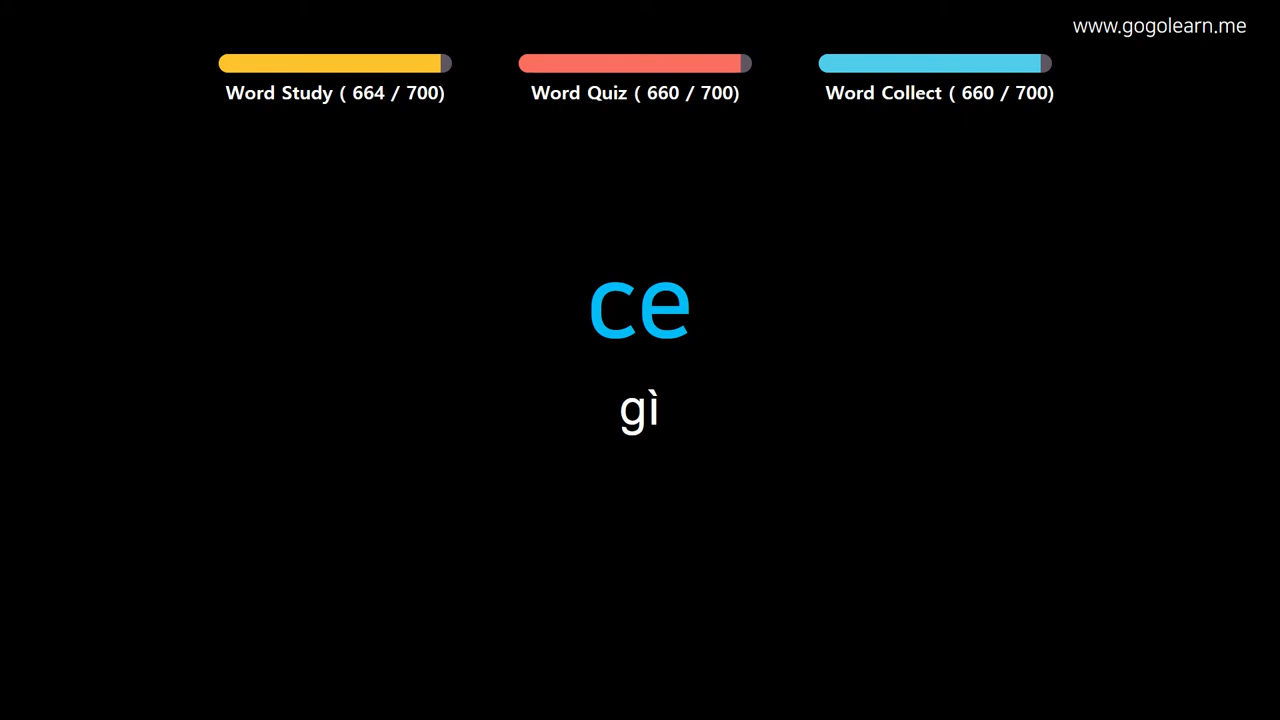 www.gogolearn.me
Word Study ( 664 / 700)
Word Quiz ( 660 / 700)
Word Collect ( 660 / 700)
ce
gì